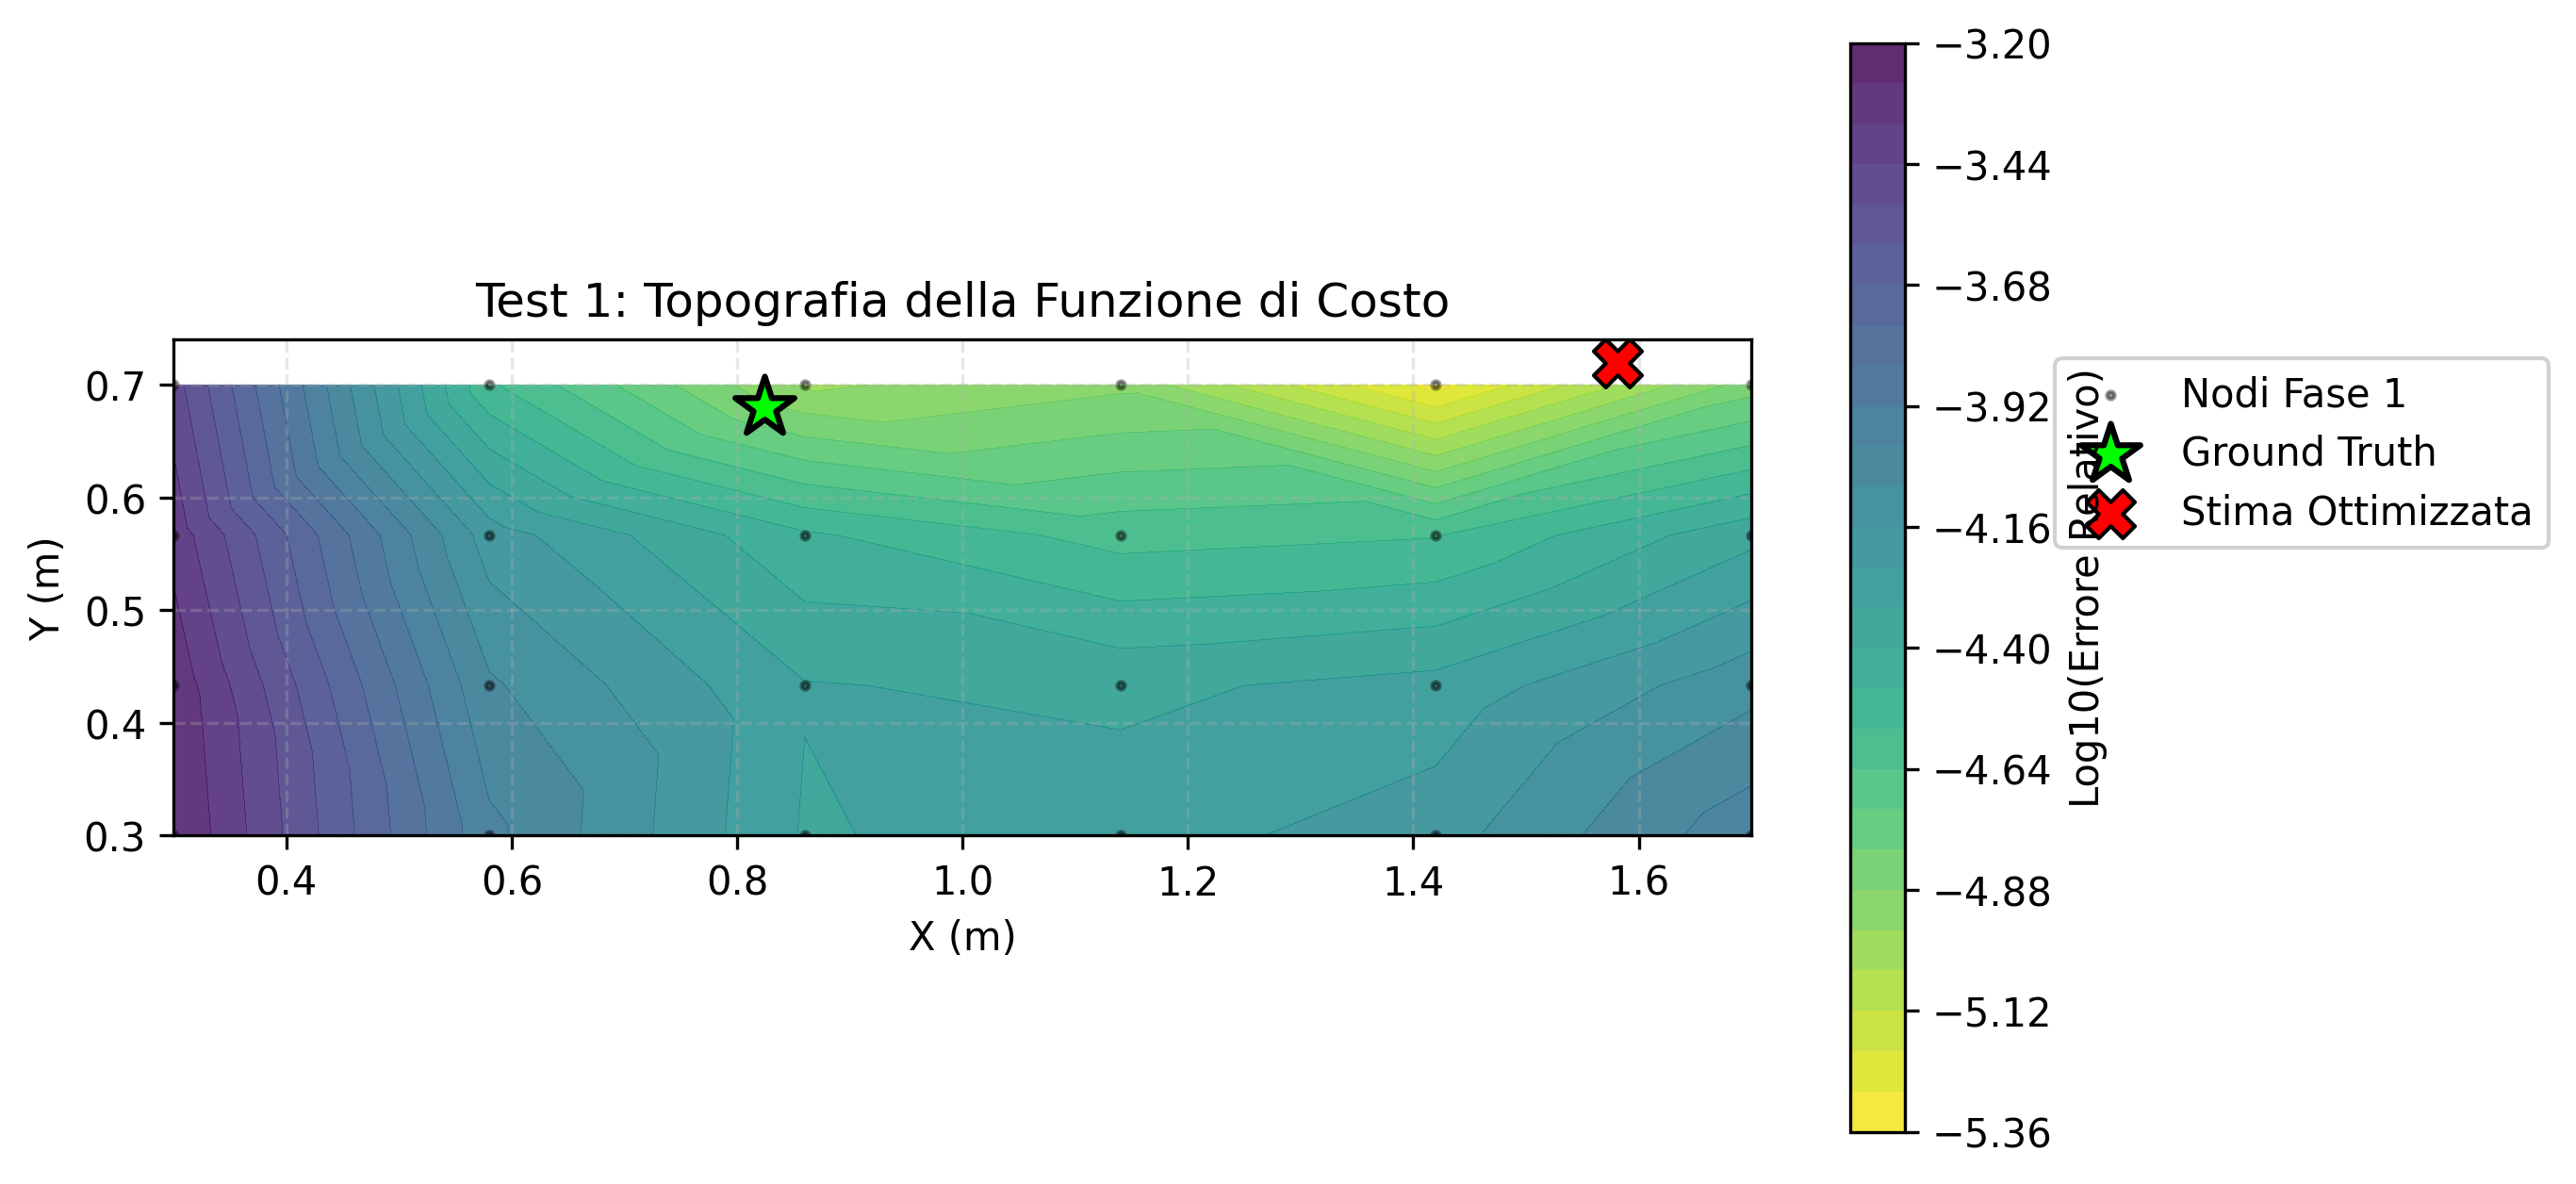 Test 1: Topografia della Funzione di Costo
Y (m)
0.7
0.6
0.5
0.4
0.3
0.4 0.6 0.8 1.0 1.2 1.4 1.6
X (m)
−3.20
−3.44
−3.68
−3.92
−4.16
−4.40
−4.64
−4.88
−5.12
−5.36
Log10(Errore Relativo)
Nodi Fase 1
Ground Truth
Stima Ottimizzata